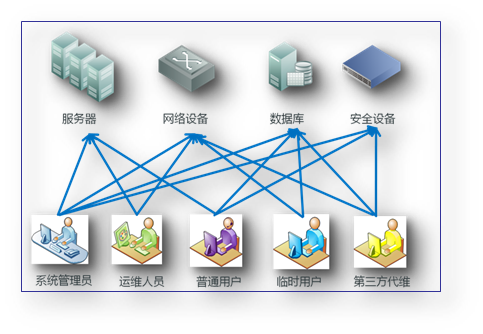 服务器
网络设备
数据库
安全设备
系统管理员
运维人员
普通用户
临时用户
第三方代维